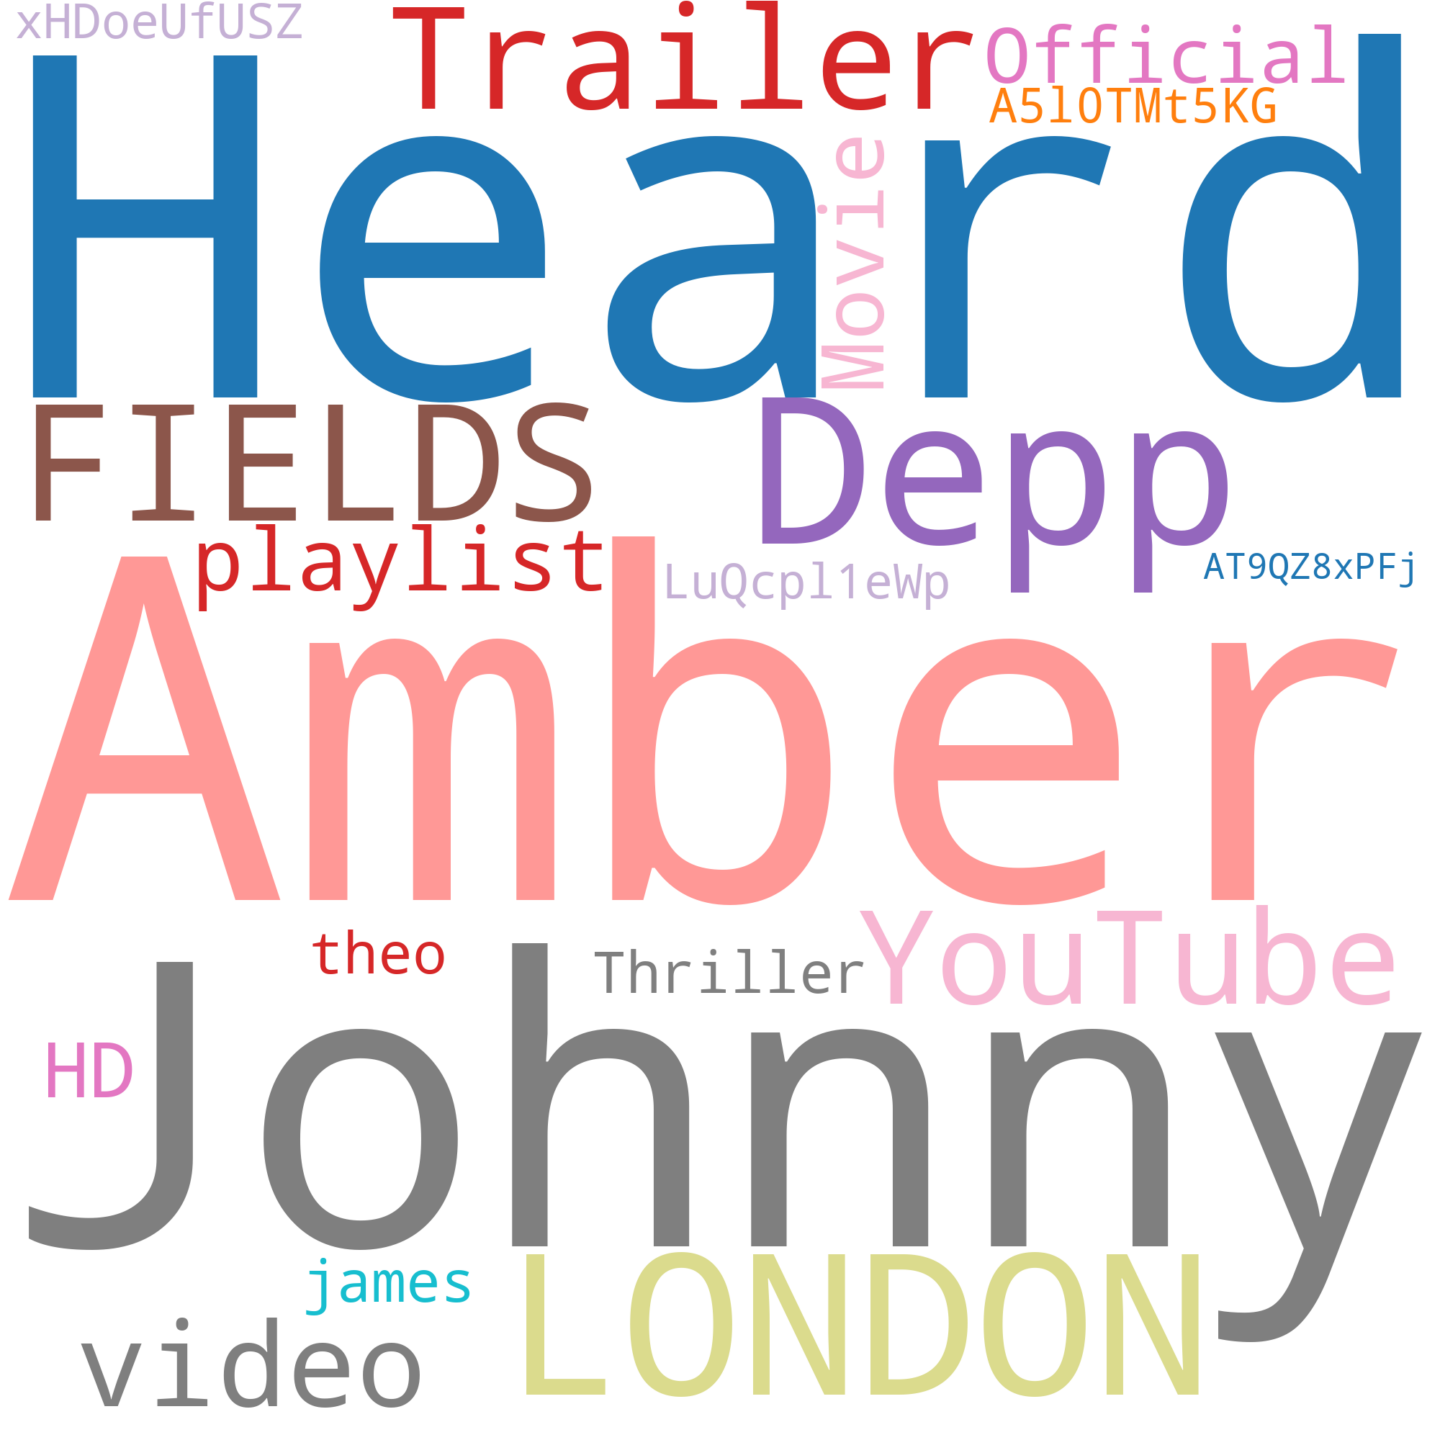 xHDoeUfUSZ
Trailer
Official
A5lOTMt5KG
Heard
Movie
FIELDS
Depp
playlist
LuQcpl1eWp
AT9QZ8xPFj
Amber
theo
Thriller
YouTube
HD
Johnny
james
LONDON
video